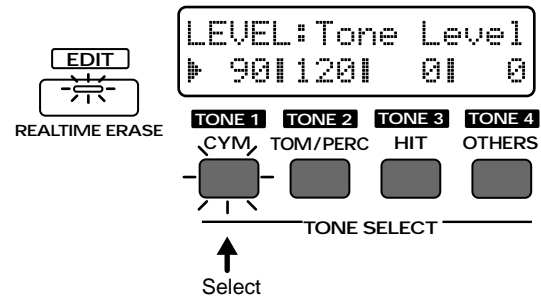 LEVEL:Tone Level
90 120 0 0
EDIT
REALTIME ERASE
TONE 1 TONE 2 TONE 3 TONE 4
CYM TOM/PERC HIT OTHERS
TONE SELECT
Select